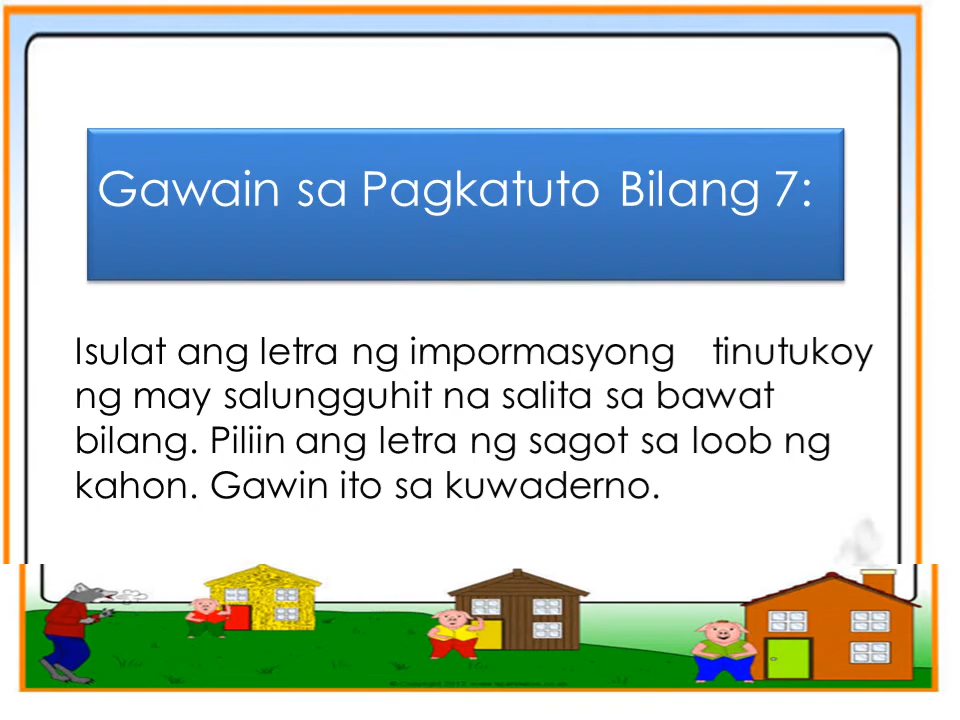 Gawain sa Pagkatuto Bilang 7:
Isulat ang letra ng impormasyong tinutukoy
ng may salungguhit na salita sa bawat
bilang. Piliin ang letra ng sagot sa loob ng
kahon. Gawin ito sa kuwaderno.